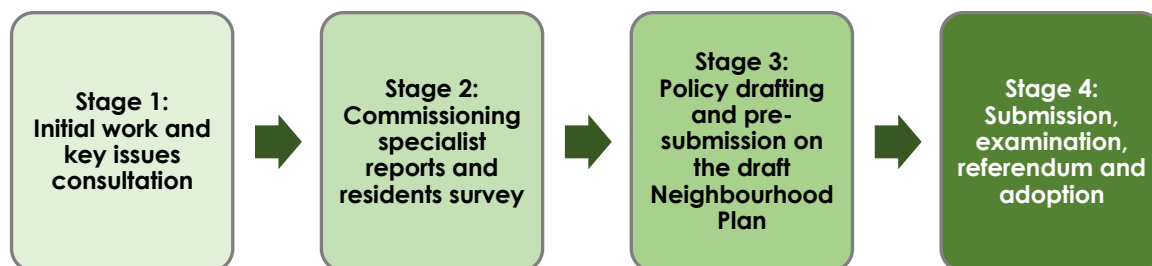 Stage 1:
Initial work and
key issues
consultation
Stage 2:
Commissioning
specialist
reports and
residents survey
Stage 3:
Policy drafting
and pre-
submission on
the draft
Neighbourhood
Plan
Stage 4:
Submission,
examination,
referendum and
adoption